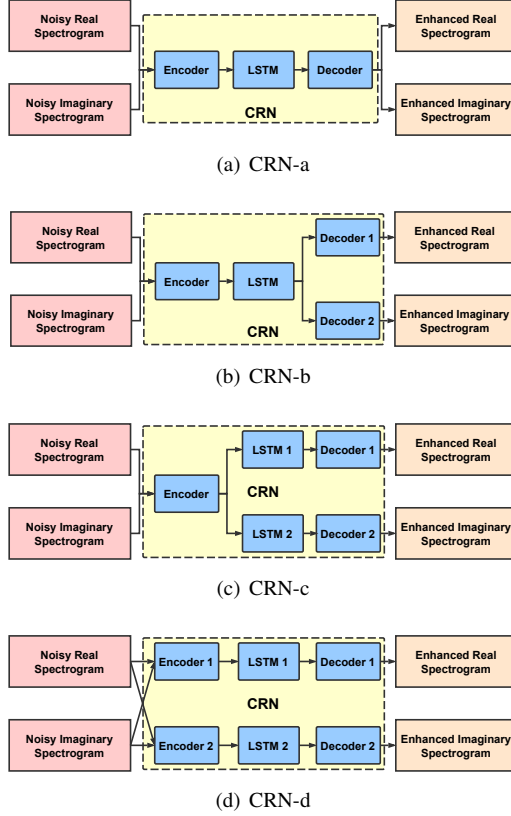 Noisy Real
Spectrogram
Enhanced Real
Spectrogram
Encoder
LSTM
Decoder
CRN
Noisy Imaginary
Spectrogram
Enhanced Imaginary
Spectrogram
(a) CRN-a
Noisy Real
Spectrogram
Decoder 1
Enhanced Real
Spectrogram
Encoder
LSTM
Noisy Imaginary
Spectrogram
Decoder 2
Enhanced Imaginary
Spectrogram
CRN
(b) CRN-b
Noisy Real
Spectrogram
LSTM 1
Decoder 1
Enhanced Real
Spectrogram
Encoder
CRN
Noisy Imaginary
Spectrogram
LSTM 2
Decoder 2
Enhanced Imaginary
Spectrogram
(c) CRN-c
Noisy Real
Spectrogram
Encoder 1
LSTM 1
Decoder 1
Enhanced Real
Spectrogram
CRN
Noisy Imaginary
Spectrogram
Encoder 2
LSTM 2
Decoder 2
Enhanced Imaginary
Spectrogram
(d) CRN-d